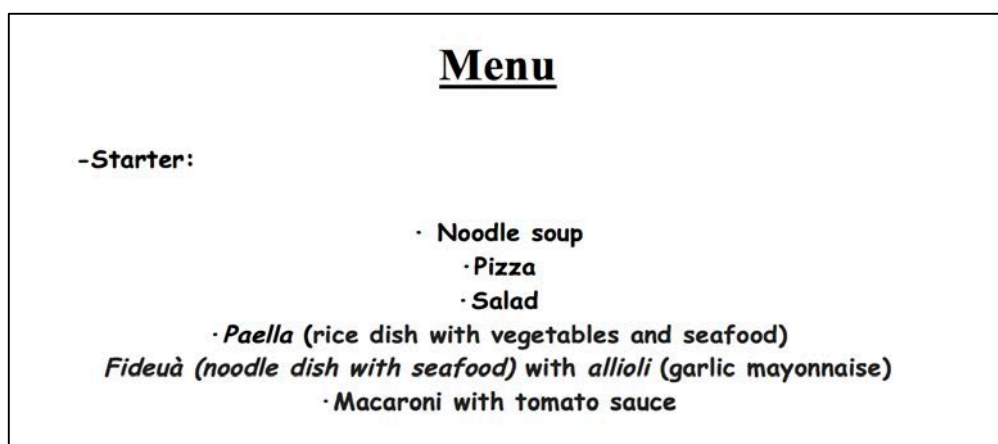 Menu
-Starter:
· Noodle soup
·Pizza
·Salad
·Paella (rice dish with vegetables and seafood)
Fideuà (noodle dish with seafood) with allioli (garlic mayonnaise)
·Macaroni with tomato sauce